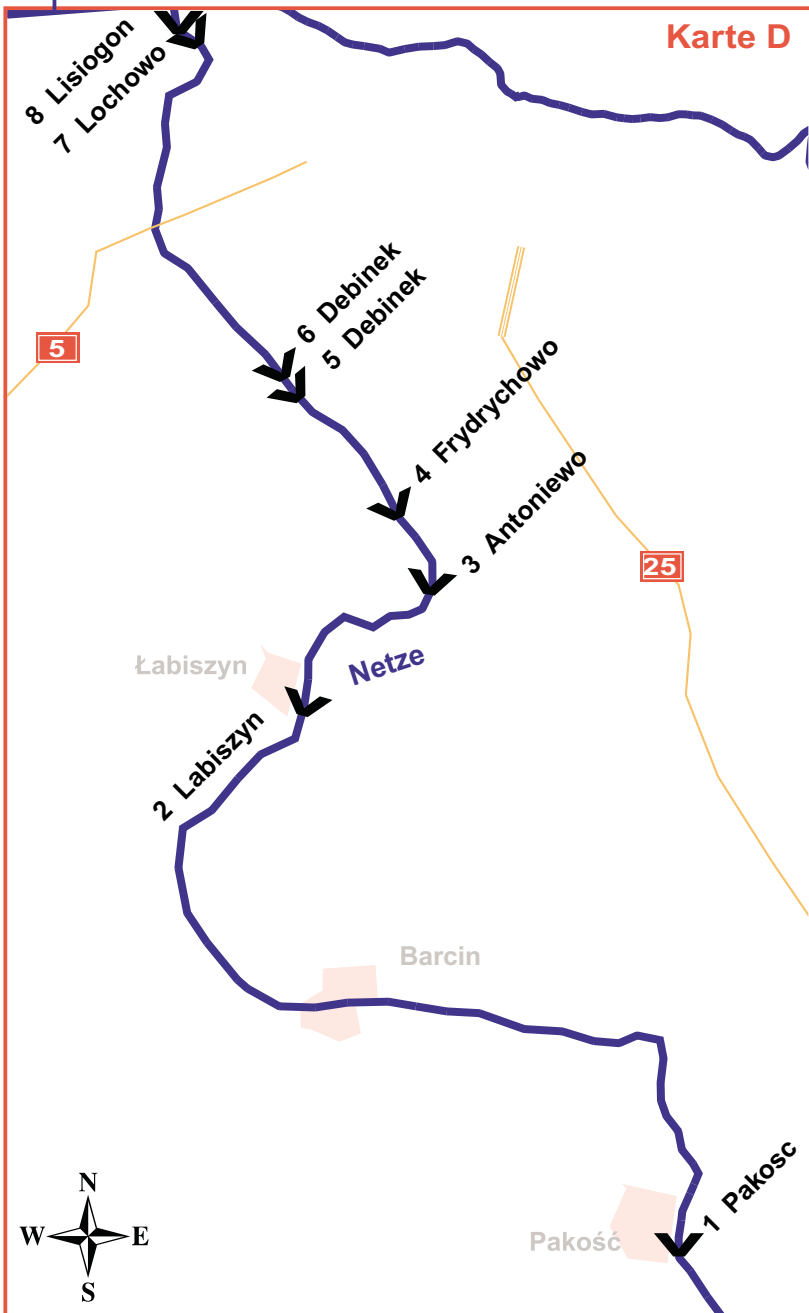 Karte D
8 Lisiogon
7 Lochowo
6 Debinek
5 Debinek
5
4 Frydrychowo
3 Antoniewo
25
Łabiszyn
Netze
2 Labiszyn
Barcin
1 Pakosc
Pakość
N
W E
S